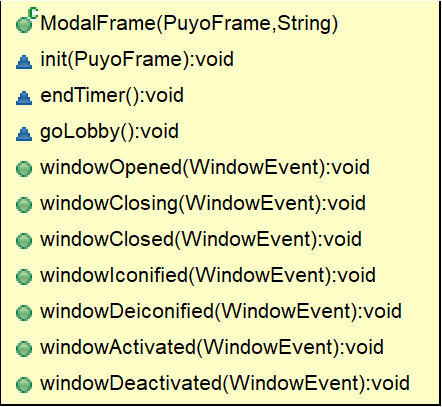 ModalFrame(PuyoFrame,String)
init(PuyoFrame):void
endTimer():void
goLobby():void
windowOpened(WindowEvent):void
windowClosing(WindowEvent):void
windowClosed(WindowEvent):void
windowIconified(WindowEvent):void
windowDeiconified(WindowEvent):void
windowActivated(WindowEvent):void
windowDeactivated(WindowEvent):void